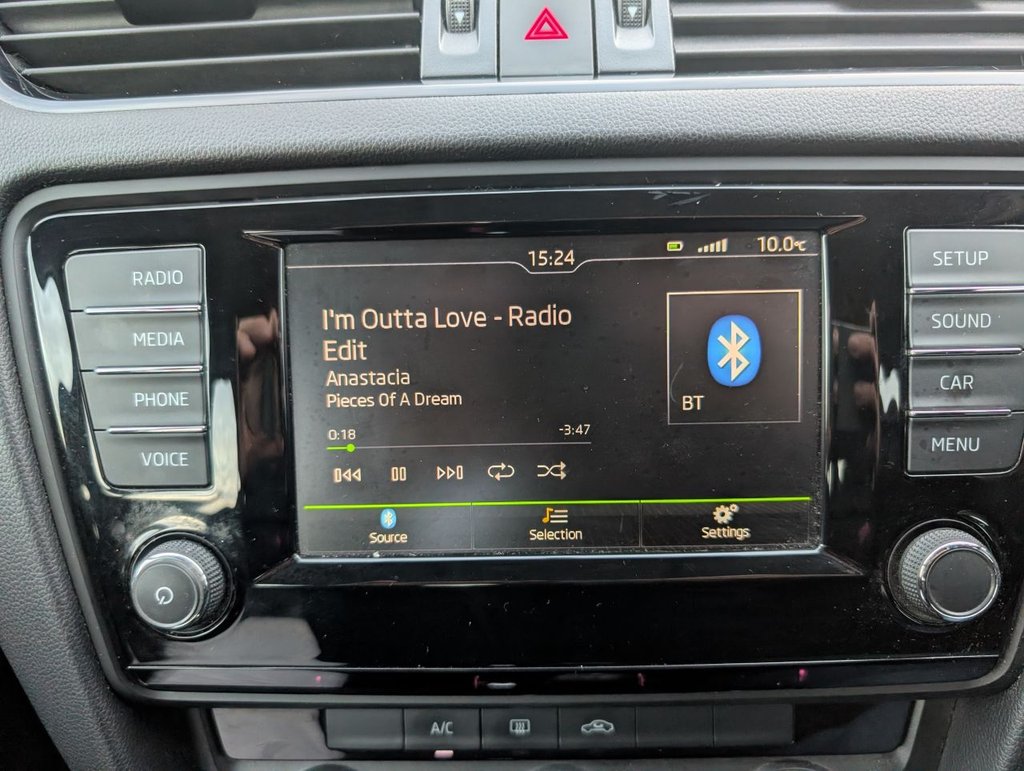 15:24
10.0°C
RADIO
MEDIA
PHONE
VOICE
I'm Outta Love - Radio
Edit
Anastacia
Pieces Of A Dream
0:18
-3:47
BT
Source
Selection
Settings
SETUP
SOUND
CAR
MENU
A/C